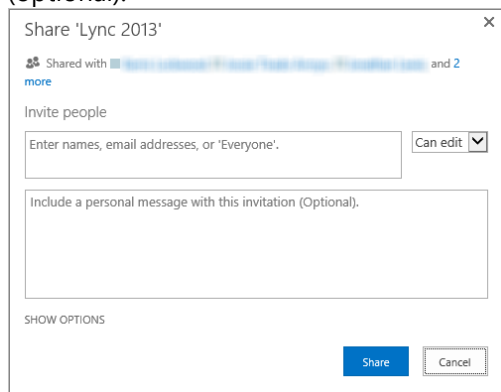 (optional).
Share 'Lync 2013'
Shared with and 2
more
Invite people
Enter names, email addresses, or 'Everyone'.
Can edit
Include a personal message with this invitation (Optional).
SHOW OPTIONS
Share Cancel